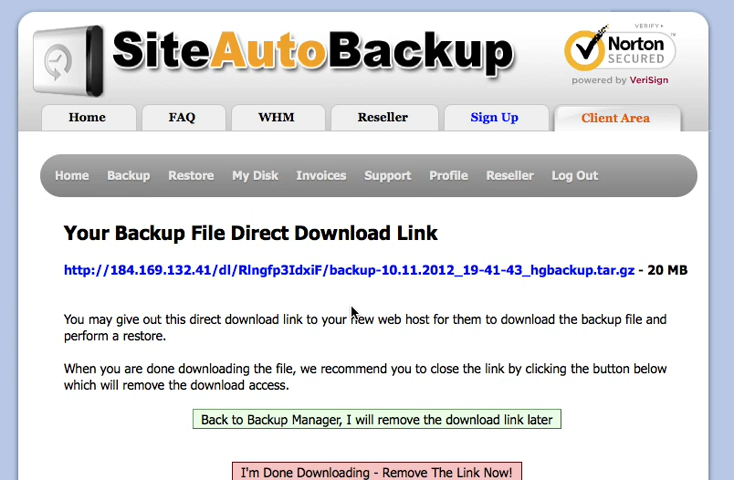 SiteAutoBackup
VERIFY
Norton
SECURED
powered by VeriSign
Home FAQ WHM Reseller Sign Up Client Area
Home Backup Restore My Disk Invoices Support Profile Reseller Log Out
Your Backup File Direct Download Link
http://184.169.132.41/dl/Rlngfp3IdxiF/backup-10.11.2012_19-41-43_hgbackup.tar.gz - 20 MB
You may give out this direct download link to your new web host for them to download the backup file and
perform a restore.
When you are done downloading the file, we recommend you to close the link by clicking the button below
which will remove the download access.
Back to Backup Manager, I will remove the download link later
I'm Done Downloading - Remove The Link Now!